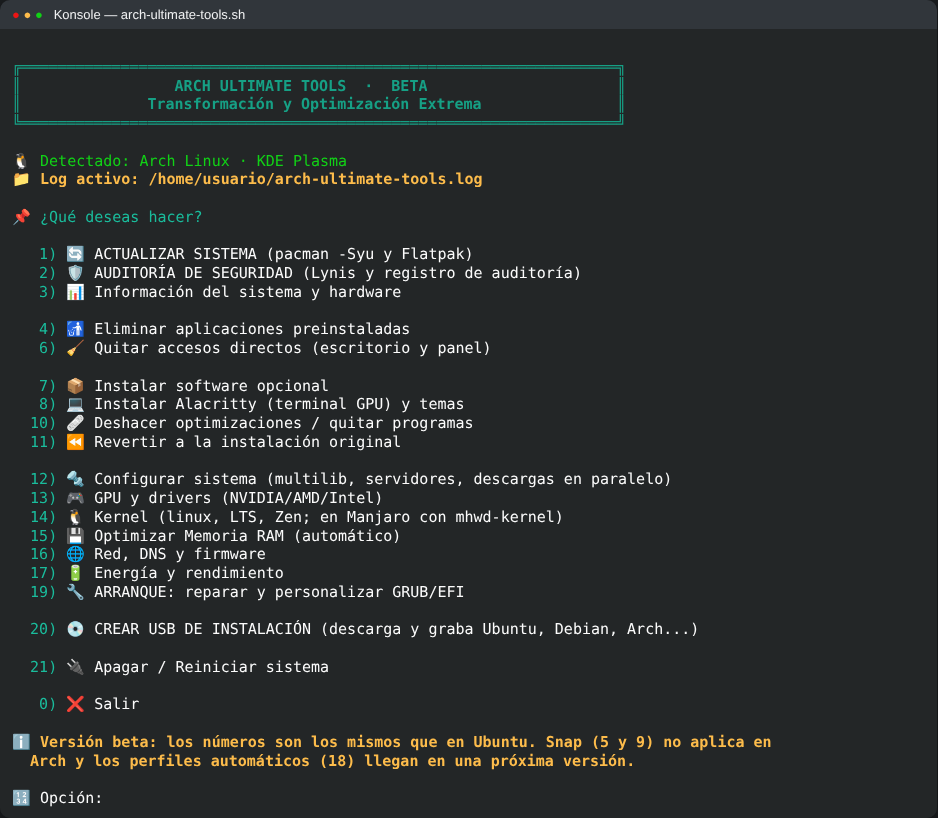 Konsole — arch-ultimate-tools.sh
ARCH ULTIMATE TOOLS · BETA
Transformación y Optimización Extrema
🐧 Detectado: Arch Linux · KDE Plasma
📁 Log activo: /home/usuario/arch-ultimate-tools.log
📌 ¿Qué deseas hacer?
1) 🔄 ACTUALIZAR SISTEMA (pacman -Syu y Flatpak)
2) 🛡️ AUDITORÍA DE SEGURIDAD (Lynis y registro de auditoría)
3) 📊 Información del sistema y hardware
4) 🚮 Eliminar aplicaciones preinstaladas
6) 🧹 Quitar accesos directos (escritorio y panel)
7) 📦 Instalar software opcional
8) 💻 Instalar Alacritty (terminal GPU) y temas
10) 🩹 Deshacer optimizaciones / quitar programas
11) ⏪ Revertir a la instalación original
12) 🔩 Configurar sistema (multilib, servidores, descargas en paralelo)
13) 🎮 GPU y drivers (NVIDIA/AMD/Intel)
14) 🐧 Kernel (linux, LTS, Zen; en Manjaro con mhwd-kernel)
15) 💾 Optimizar Memoria RAM (automático)
16) 🌐 Red, DNS y firmware
17) 🔋 Energía y rendimiento
19) 🔧 ARRANQUE: reparar y personalizar GRUB/EFI
20) 💿 CREAR USB DE INSTALACIÓN (descarga y graba Ubuntu, Debian, Arch...)
21) 🔌 Apagar / Reiniciar sistema
0) ❌ Salir
ℹ️ Versión beta: los números son los mismos que en Ubuntu. Snap (5 y 9) no aplica en
Arch y los perfiles automáticos (18) llegan en una próxima versión.
🔢 Opción: